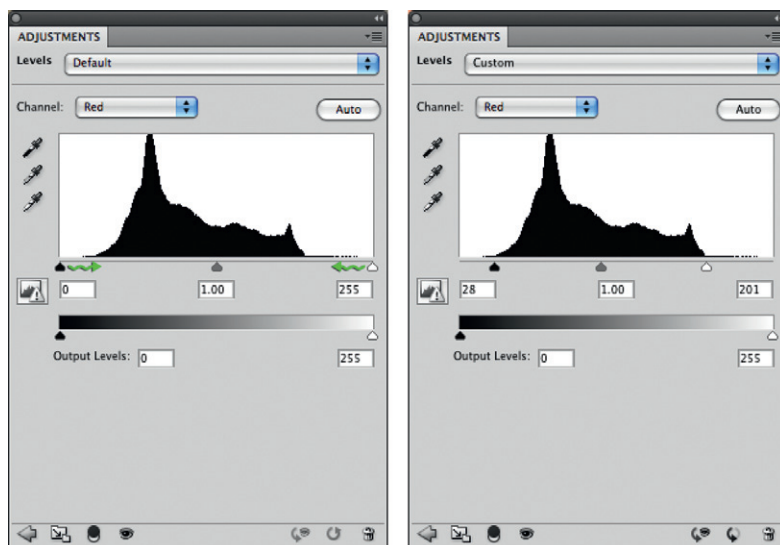 ADJUSTMENTS
Levels Default
Channel: Red Auto
0 1.00 255
Output Levels: 0 255
ADJUSTMENTS
Levels Custom
Channel: Red Auto
28 1.00 201
Output Levels: 0 255